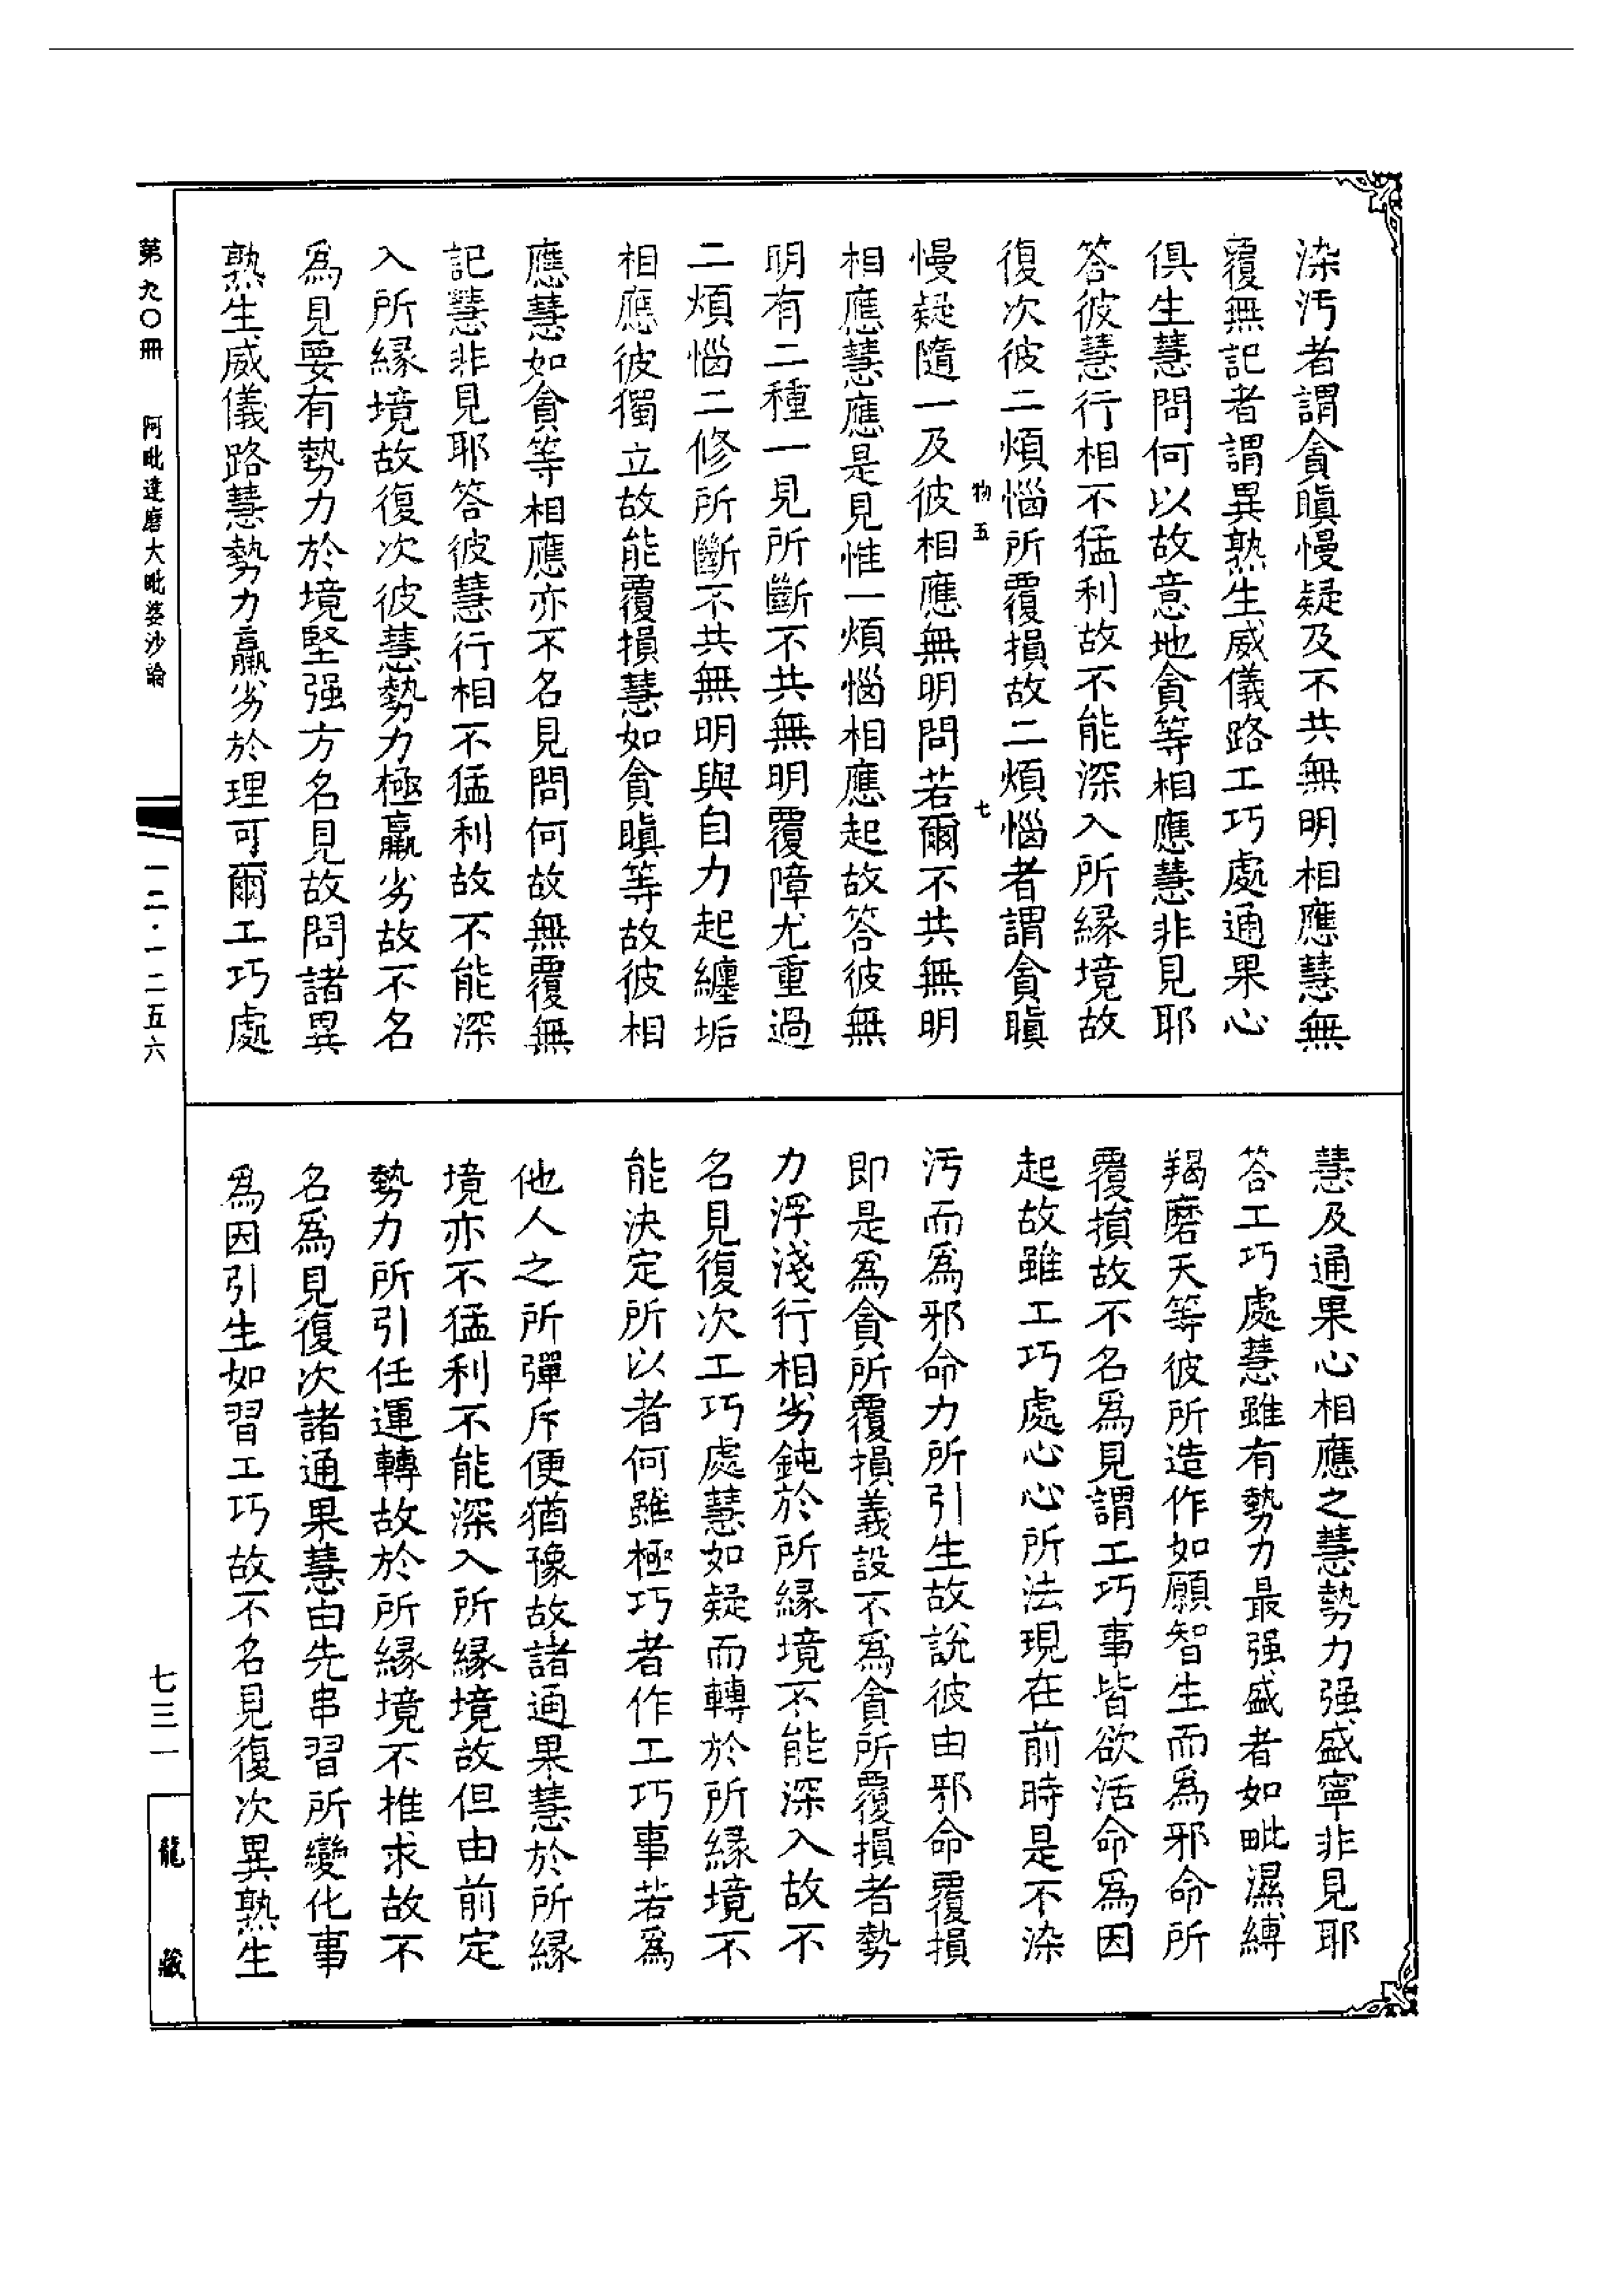 染汚者謂貪瞋慢疑及不共無明相應慧無
覆無記者謂異熟生威儀路工巧處通果心
俱生慧問何以故意地貪等相應慧非見耶
答彼慧行相不猛利故不能深入所緣境故
復次彼二煩惱所覆損故二煩惱者謂貪瞋
物五 七
慢疑隨一及彼相應無明問若爾不共無明
相應慧應是見惟一煩惱相應起故答彼無
明有二種一見所斷不共無明覆障尤重過
二煩惱二修所斷不共無明與自力起纏垢
相應彼獨立故能覆損慧如貪瞋等故彼相
應慧如貪等相應亦不名見問何故無覆無
記慧非見耶答彼慧行相不猛利故不能深
入所緣境故復次彼慧勢力極羸劣故不名
爲見要有勢力於境堅强方名見故問諸異
熟生威儀路慧勢力羸劣於理可爾工巧處
慧及通果心相應之慧勢力强盛寧非見耶
答工巧處慧雖有勢力最强盛者如毗濕縛
羯磨天等彼所造作如願智生而爲邪命所
覆損故不名爲見謂工巧事皆欲活命爲因
起故雖工巧處心心所法現在前時是不染
汚而爲邪命力所引生故說彼由邪命覆損
即是爲貪所覆損義設不爲貪所覆損者勢
力浮淺行相劣鈍於所緣境不能深入故不
名見復次工巧處慧如疑而轉於所緣境不
能決定所以者何雖極巧者作工巧事若爲
他人之所彈斥便猶豫故諸通果慧於所緣
境亦不猛利不能深入所緣境故但由前定
勢力所引任運轉故於所緣境不推求故不
名爲見復次諸通果慧由先串習所變化事
爲因引生如習工巧故不名見復次異熟生
第九〇冊 阿毗達磨大毗婆沙論
一二·一二五六
七三一
龍藏